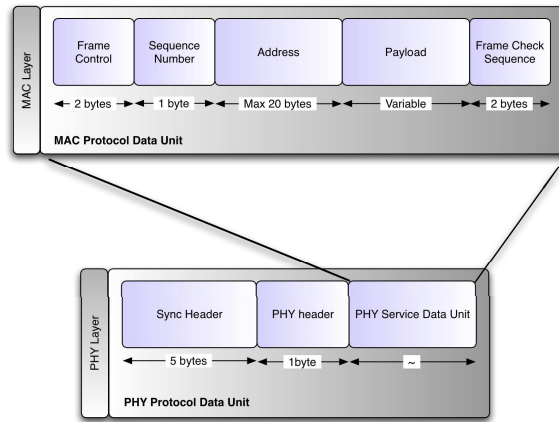 MAC Layer
Frame
Control
Sequence
Number
Address
Payload
Frame Check
Sequence
2 bytes
1 byte
Max 20 bytes
Variable
2 bytes
MAC Protocol Data Unit
PHY Layer
Sync Header
PHY header
PHY Service Data Unit
5 bytes
1byte
~
PHY Protocol Data Unit